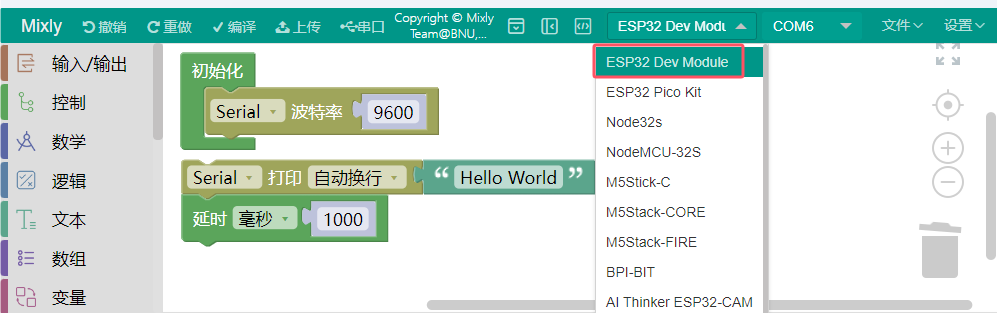 Mixly 撤销 重做 编译 上传 串口 Copyright © Mixly Team@BNU,... ESP32 Dev Modu COM6 文件 设置
输入/输出
控制
数学
逻辑
文本
数组
变量
初始化
Serial 波特率 9600
Serial 打印 自动换行 “ Hello World ”
延时 毫秒 1000
ESP32 Dev Module
ESP32 Pico Kit
Node32s
NodeMCU-32S
M5Stick-C
M5Stack-CORE
M5Stack-FIRE
BPI-BIT
AI Thinker ESP32-CAM